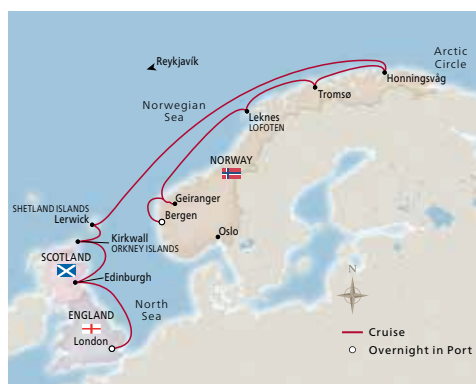 Arctic
Circle
Reykjavík
Honningsvåg
Tromsø
Norwegian
Sea
Leknes
LOFOTEN
NORWAY
Geiranger
SHETLAND ISLANDS
Lerwick
Bergen
Oslo
Kirkwall
ORKNEY ISLANDS
SCOTLAND
Edinburgh
N
North
Sea
ENGLAND
London
Cruise
Overnight in Port